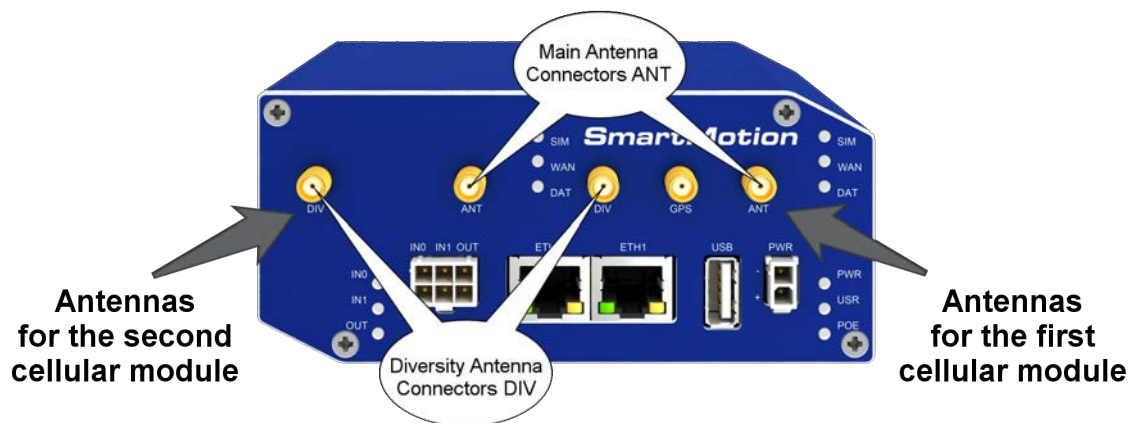 Main Antenna
Connectors ANT
SmartMotion
SIM
SIM
WAN
WAN
DAT
DAT
DIV
ANT
DIV
GPS
ANT
IN0 IN1 OUT
ETH1
USB
PWR
IN0
IN1
OUT
-
+
PWR
USR
POE
Antennas
for the second
cellular module
Diversity Antenna
Connectors DIV
Antennas
for the first
cellular module